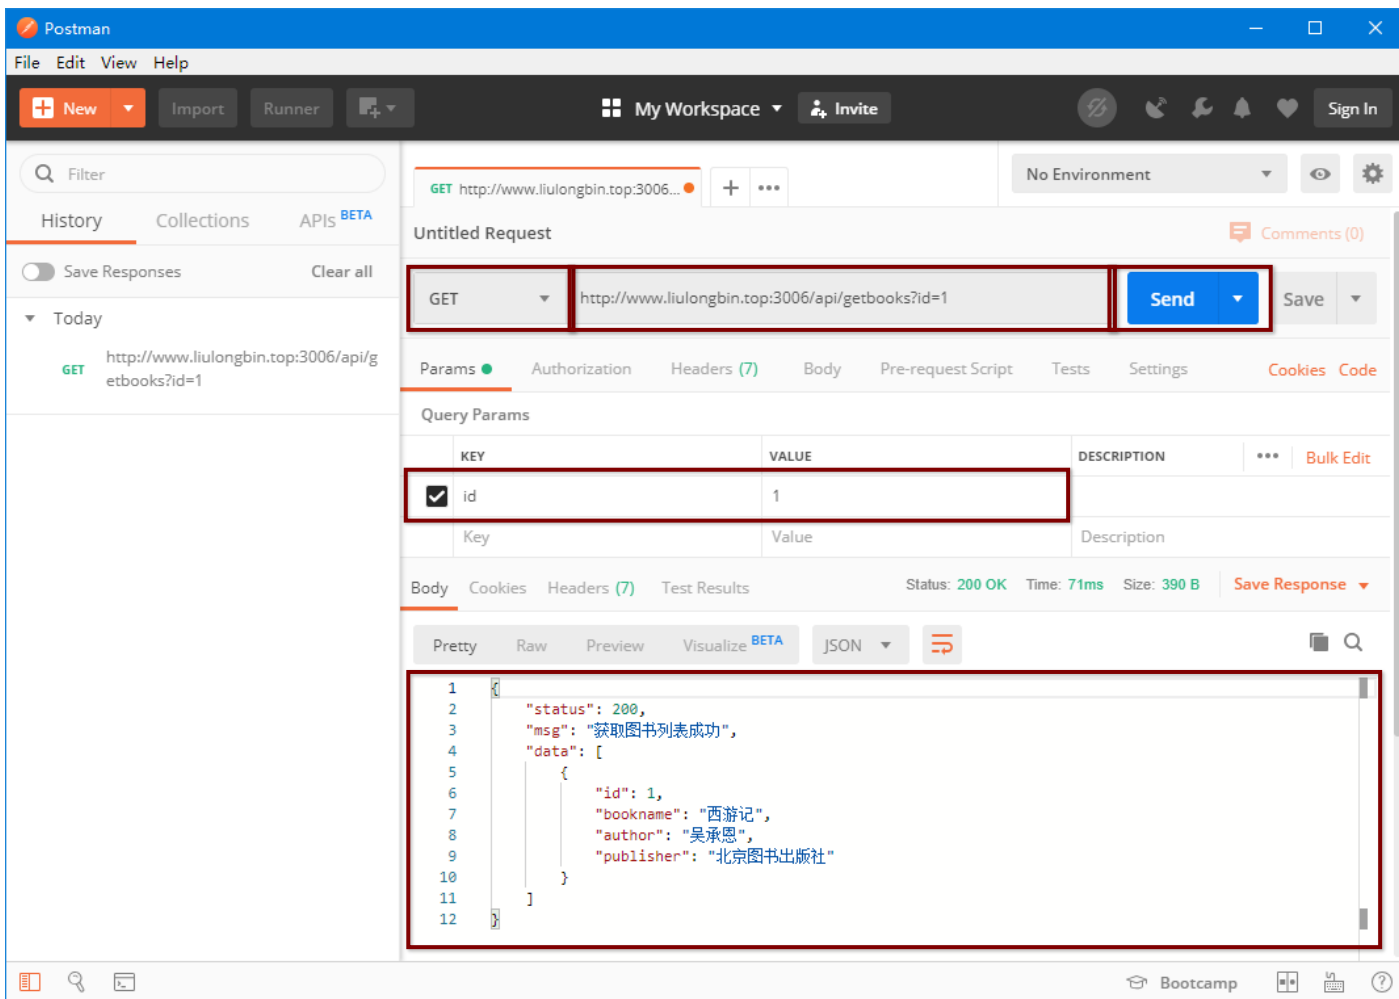 Postman
File Edit View Help
New Import Runner My Workspace Invite Sign In
Filter
History Collections APIs BETA
Save Responses Clear all
Today
GET http://www.liulongbin.top:3006/api/g
etbooks?id=1
GET http://www.liulongbin.top:3006... No Environment
Untitled Request Comments (0)
GET http://www.liulongbin.top:3006/api/getbooks?id=1 Send Save
Params Authorization Headers (7) Body Pre-request Script Tests Settings Cookies Code
Query Params
KEY VALUE DESCRIPTION Bulk Edit
id 1
Key Value Description
Body Cookies Headers (7) Test Results Status: 200 OK Time: 71ms Size: 390 B Save Response
Pretty Raw Preview Visualize BETA JSON
1 {
2 "status": 200,
3 "msg": "获取图书列表成功",
4 "data": [
5 {
6 "id": 1,
7 "bookname": "西游记",
8 "author": "吴承恩",
9 "publisher": "北京图书出版社"
10 }
11 ]
12 }
Bootcamp